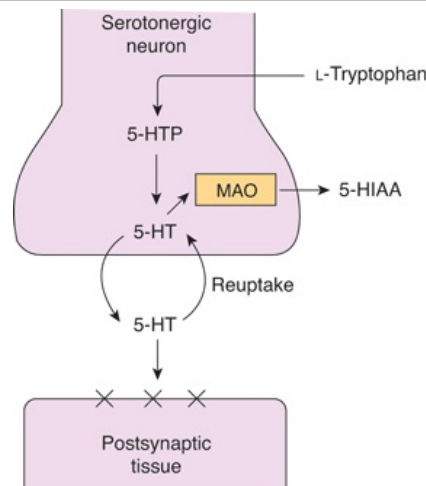 Serotonergic
neuron
L-Tryptophan
5-HTP
MAO
5-HIAA
5-HT
Reuptake
5-HT
Postsynaptic
tissue